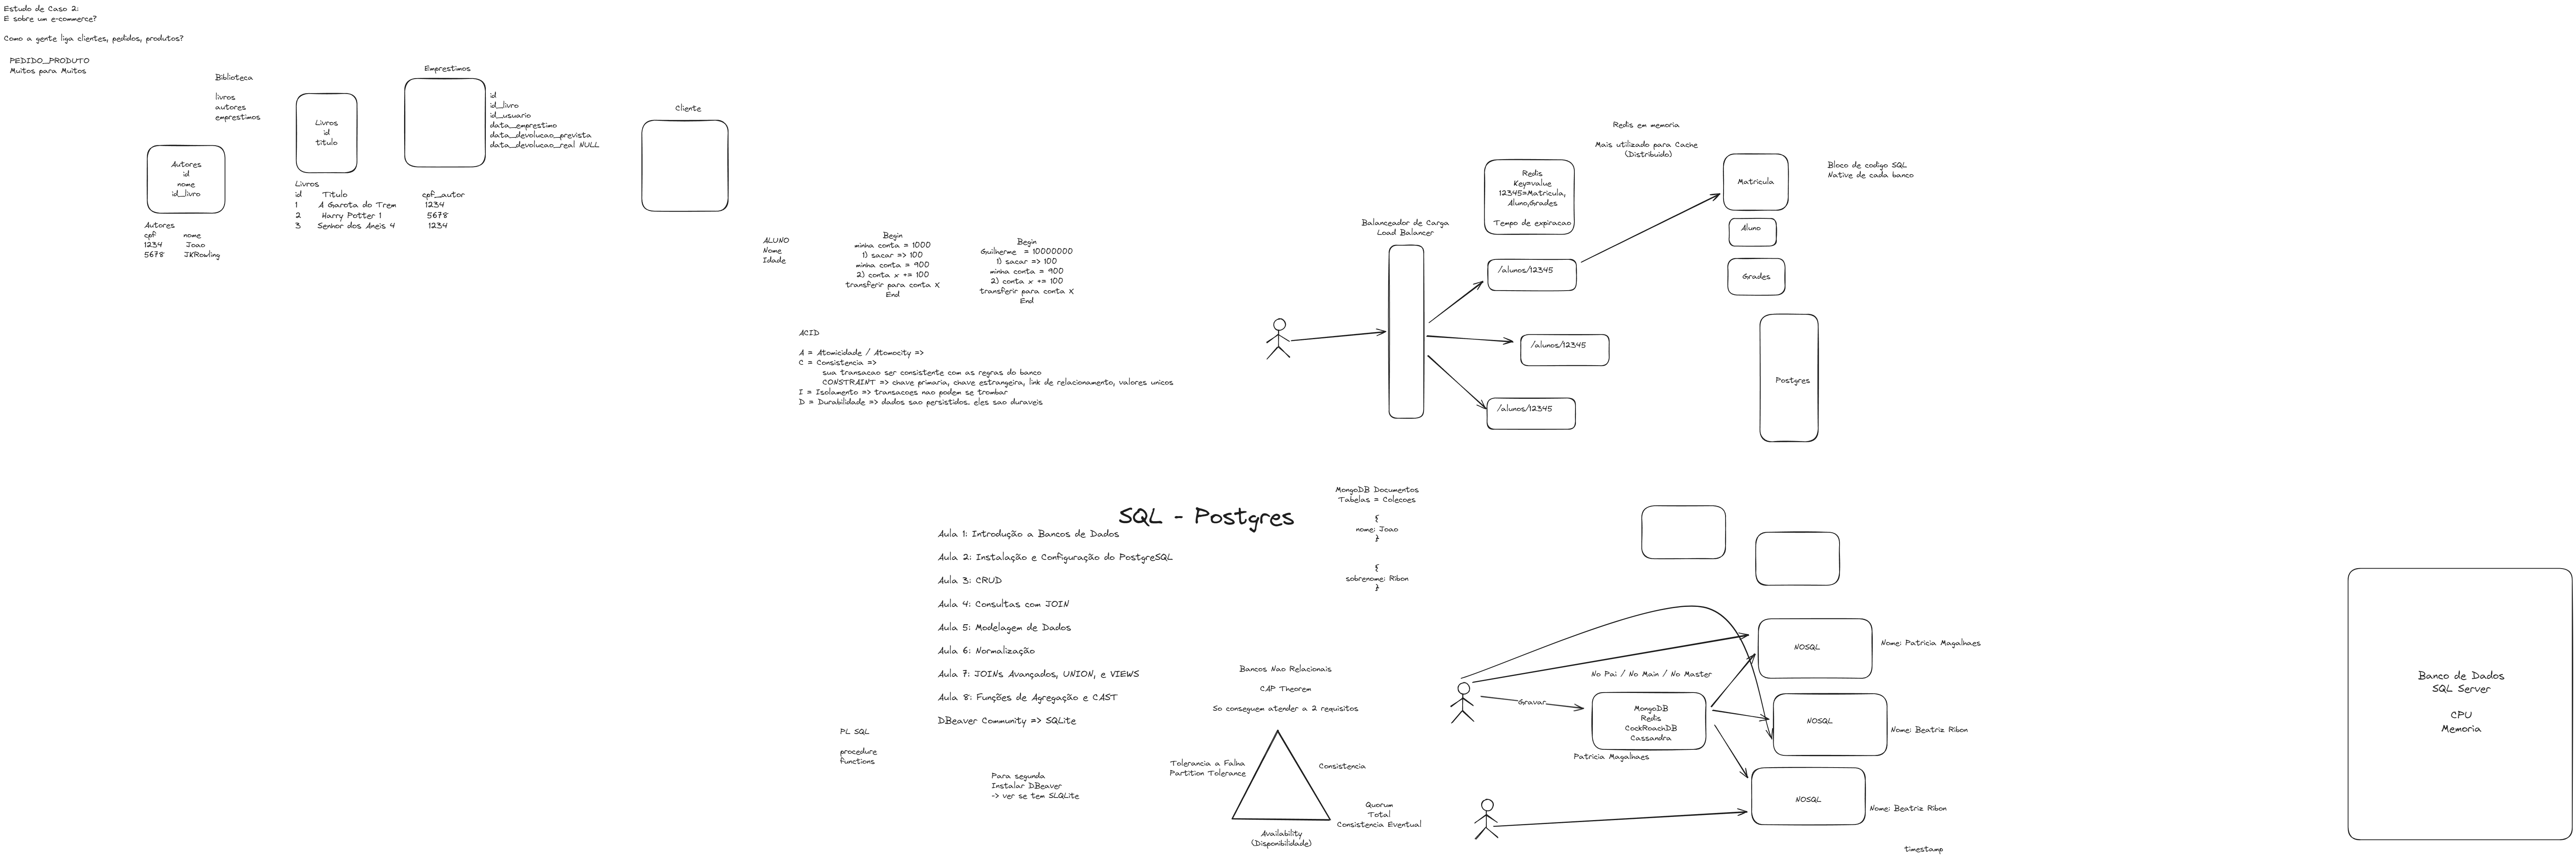 Estudo de Caso 2:
E sobre um e-commerce?
Como a gente liga clientes, pedidos, produtos?
PEDIDO_PRODUTO
Muitos para Muitos
Biblioteca
livros
autores
emprestimos
Autores
id
nome
id_livro
Autores
cpf nome
1234 Joao
5678 JKRowling
Livros
id
titulo
Livros
id Titulo cpf_autor
1 A Garota do Trem 1234
2 Harry Potter 1 5678
3 Senhor dos Aneis 4 1234
Emprestimos
id
id_livro
id_usuario
data_emprestimo
data_devolucao_prevista
data_devolucao_real NULL
Cliente
ALUNO
Nome
Idade
Begin
minha conta = 1000
1) sacar => 100
minha conta = 900
2) conta x += 100
transferir para conta X
End
Begin
Guilherme = 10000000
1) sacar => 100
minha conta = 900
2) conta x += 100
transferir para conta X
End
ACID
A = Atomicidade / Atomocity =>
C = Consistencia =>
sua transacao ser consistente com as regras do banco
CONSTRAINT => chave primaria, chave estrangeira, link de relacionamento, valores unicos
I = Isolamento => transacoes nao podem se trombar
D = Durabilidade => dados sao persistidos. eles sao duraveis
Balanceador de Carga
Load Balancer
Redis
Key=value
12345=Matricula,
Aluno,Grades
Tempo de expiracao
Redis em memoria
Mais utilizado para Cache
(Distribuido)
/alunos/12345
/alunos/12345
/alunos/12345
Matricula
Aluno
Grades
Postgres
Bloco de codigo SQL
Native de cada banco
SQL - Postgres
Aula 1: Introdução a Bancos de Dados
Aula 2: Instalação e Configuração do PostgreSQL
Aula 3: CRUD
Aula 4: Consultas com JOIN
Aula 5: Modelagem de Dados
Aula 6: Normalização
Aula 7: JOINs Avançados, UNION, e VIEWS
Aula 8: Funções de Agregação e CAST
DBeaver Community => SQLite
PL SQL
procedure
functions
Para segunda
Instalar DBeaver
-> ver se tem SLQLite
MongoDB Documentos
Tabelas = Colecoes
{
nome: Joao
}
{
sobrenome: Ribon
}
Bancos Nao Relacionais
CAP Theorem
So conseguem atender a 2 requisitos
Tolerancia a Falha
Partition Tolerance
Consistencia
Quorum
Total
Consistencia Eventual
Availability
(Disponibilidade)
Gravar
No Pai / No Main / No Master
MongoDB
Redis
CockRoachDB
Cassandra
Patricia Magalhaes
NOSQL
Nome: Patricia Magalhaes
NOSQL
Nome: Beatriz Ribon
NOSQL
Nome: Beatriz Ribon
timestamp
Banco de Dados
SQL Server
CPU
Memoria